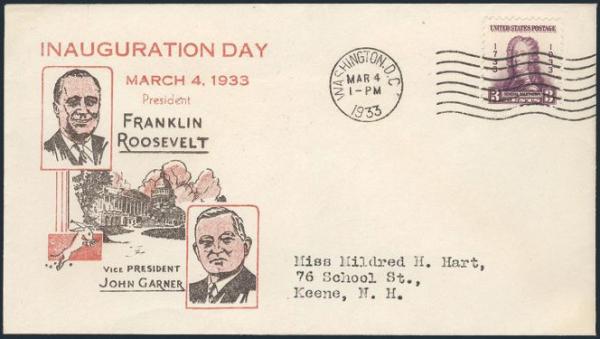 INAUGURATION DAY
MARCH 4, 1933
President
FRANKLIN
ROOSEVELT
VICE PRESIDENT
JOHN GARNER
WASHINGTON, D.C.
MAR 4
1-PM
1933
UNITED STATES POSTAGE
1733
1933
3
3
Miss Mildred H. Hart,
76 School St.,
Keene, N. H.